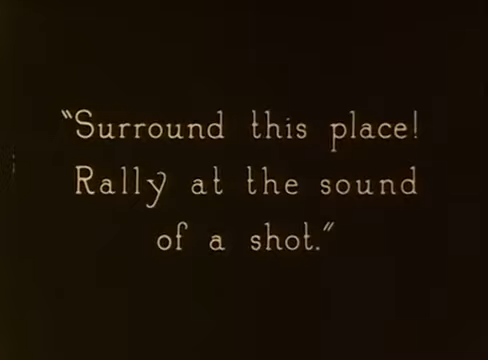 "Surround this place!
Rally at the sound
of a shot."